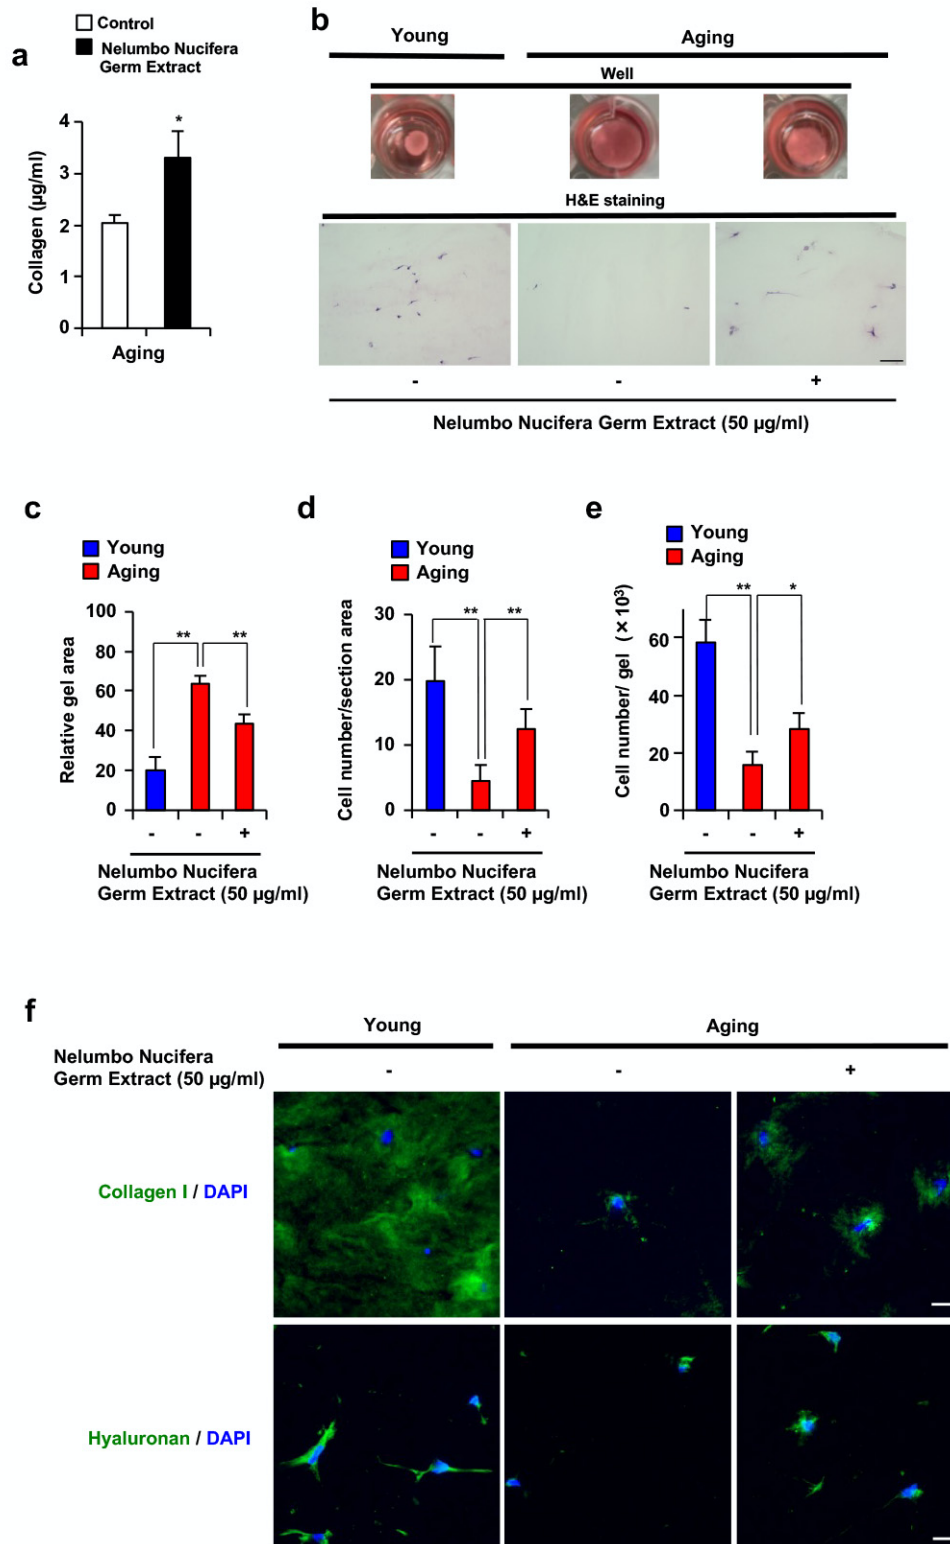 a
Control
Nelumbo Nucifera
Germ Extract
Collagen (µg/ml)
4
3
2
1
0
*
Aging
b
Young
Aging
Well
H&E staining
-
-
+
Nelumbo Nucifera Germ Extract (50 µg/ml)
c
Young
Aging
Relative gel area
100
80
60
40
20
0
**
**
-
-
+
Nelumbo Nucifera
Germ Extract (50 µg/ml)
d
Young
Aging
Cell number/section area
30
20
10
0
**
**
-
-
+
Nelumbo Nucifera
Germ Extract (50 µg/ml)
e
Young
Aging
Cell number/ gel (×10³)
60
40
20
0
**
*
-
-
+
Nelumbo Nucifera
Germ Extract (50 µg/ml)
f
Young
Aging
Nelumbo Nucifera
Germ Extract (50 µg/ml)
-
-
+
Collagen I / DAPI
Hyaluronan / DAPI